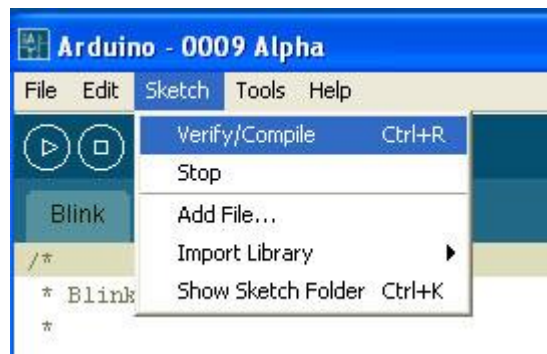 Arduino - 0009 Alpha
File Edit Sketch Tools Help
Verify/Compile Ctrl+R
Stop
Add File...
Import Library
Show Sketch Folder Ctrl+K
Blink
/*
* Blink
*